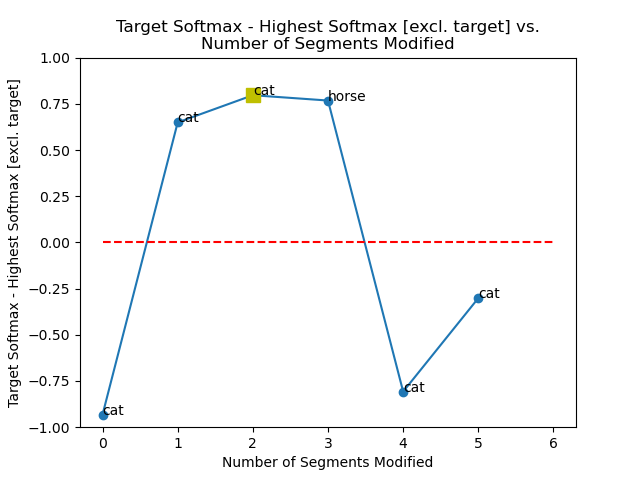 Target Softmax - Highest Softmax [excl. target] vs.
Number of Segments Modified
Target Softmax - Highest Softmax [excl. target]
1.00
0.75
0.50
0.25
0.00
−0.25
−0.50
−0.75
−1.00
cat
cat
cat
horse
cat
cat
0 1 2 3 4 5 6
Number of Segments Modified